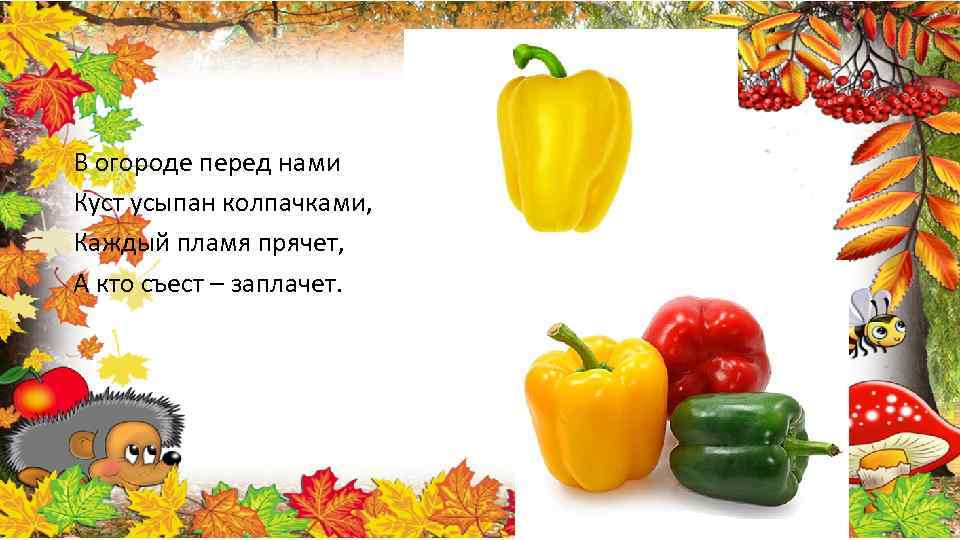 В огороде перед нами
Куст усыпан колпачками,
Каждый пламя прячет,
А кто съест – заплачет.